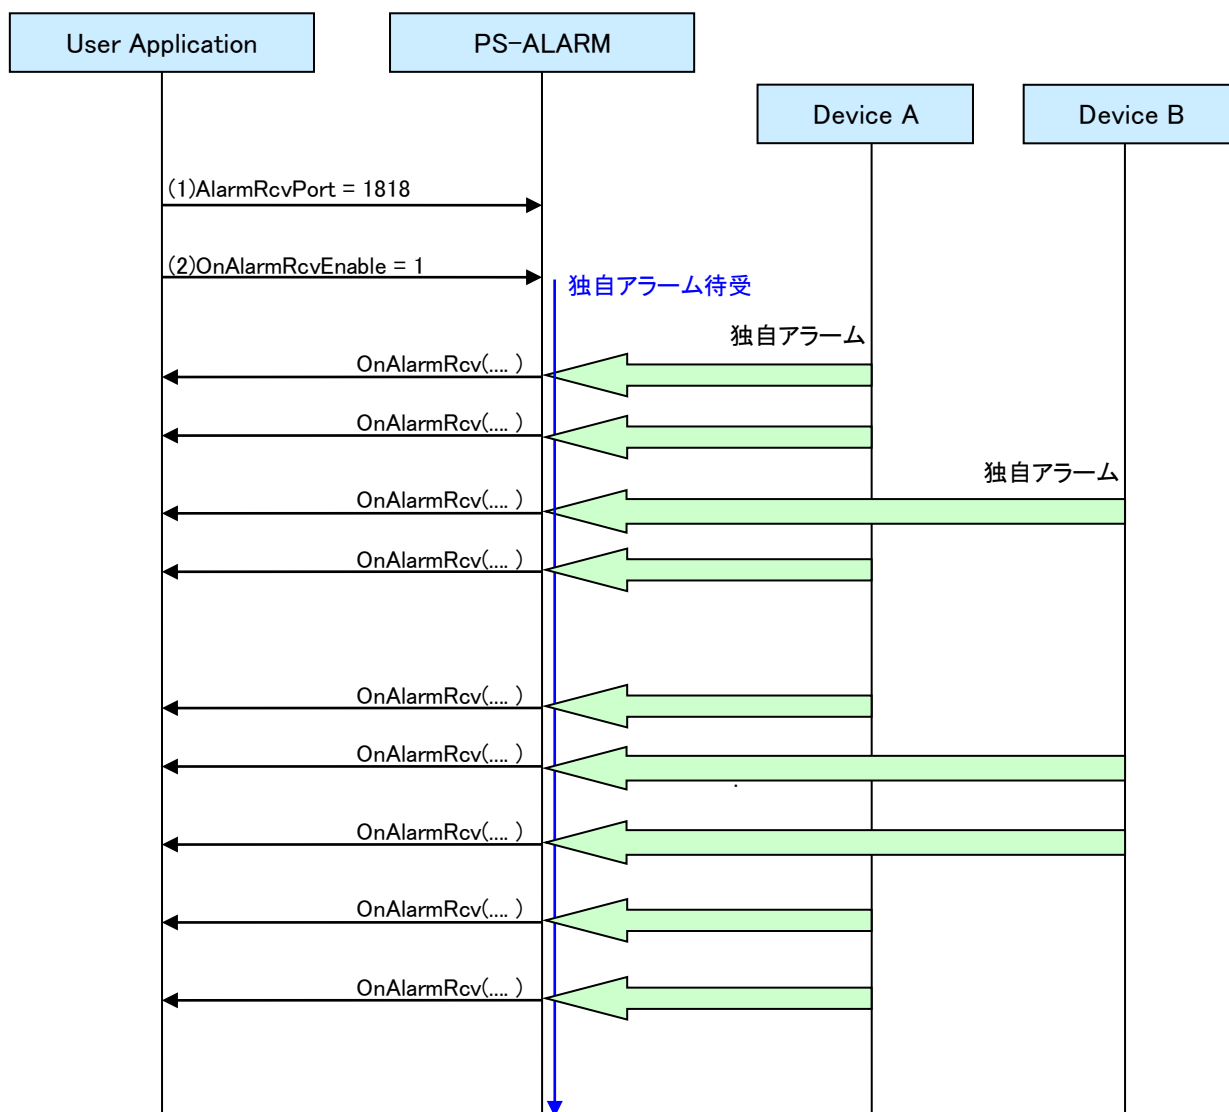 User Application
PS-ALARM
Device A
Device B
(1)AlarmRcvPort = 1818
(2)OnAlarmRcvEnable = 1
独自アラーム待受
独自アラーム
OnAlarmRcv(.... )
OnAlarmRcv(.... )
独自アラーム
OnAlarmRcv(.... )
OnAlarmRcv(.... )
OnAlarmRcv(.... )
OnAlarmRcv(.... )
OnAlarmRcv(.... )
OnAlarmRcv(.... )
OnAlarmRcv(.... )